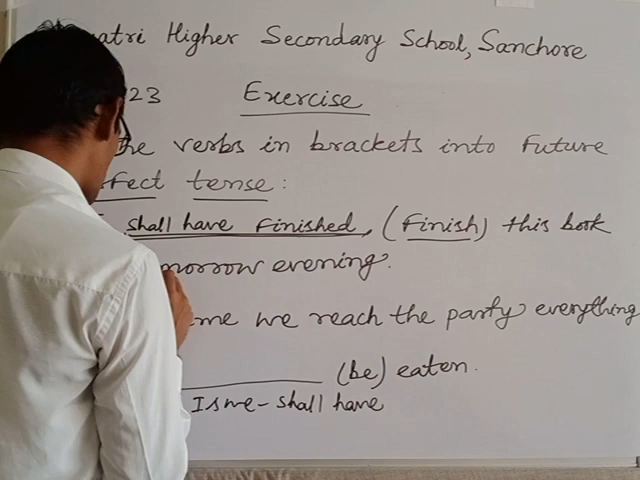 atri Higher Secondary School, Sanchore
23 Exercise
the verbs in brackets into Future
fect tense:
shall have finished, (Finish) this book
morrow evening.
me we reach the party everything
(be) eaten.
I & we - shall have